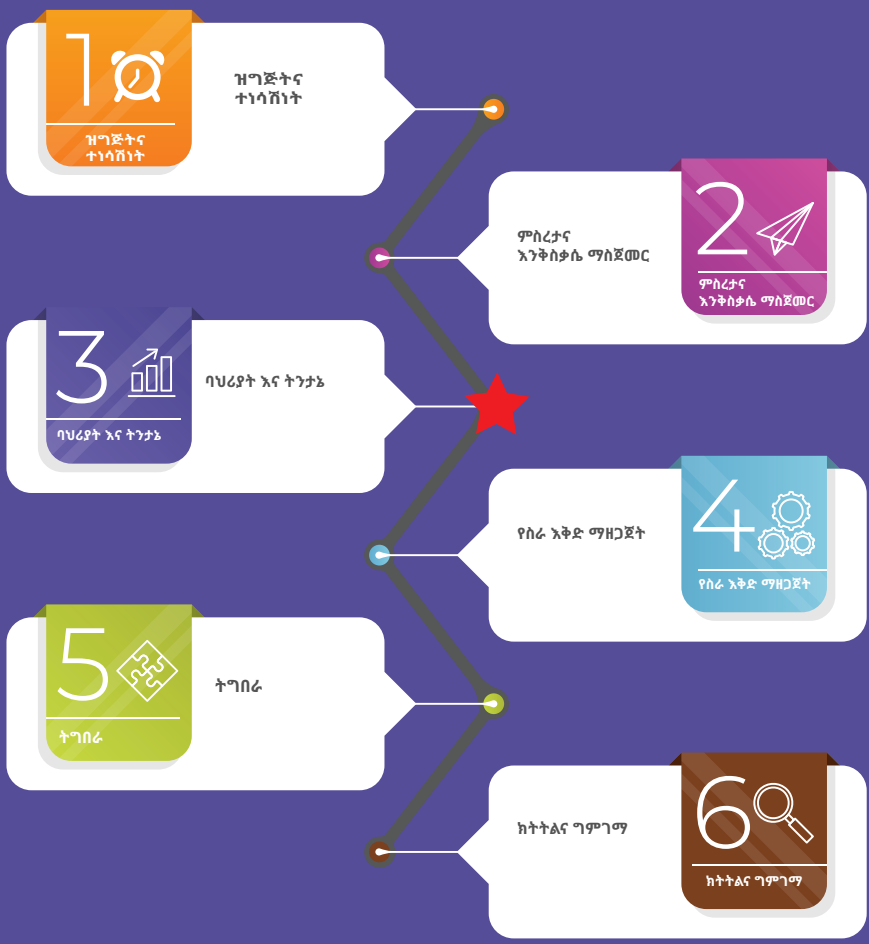 1
ዝግጅትና
ተነሳሽነት
ዝግጅትና
ተነሳሽነት
2
ምስረታና
እንቅስቃሴ ማስጀመር
ምስረታና
እንቅስቃሴ ማስጀመር
3
ባህሪያት እና ትንታኔ
ባህሪያት እና ትንታኔ
4
የስራ እቅድ ማዘጋጀት
የስራ እቅድ ማዘጋጀት
5
ትግበራ
ትግበራ
6
ክትትልና ግምገማ
ክትትልና ግምገማ